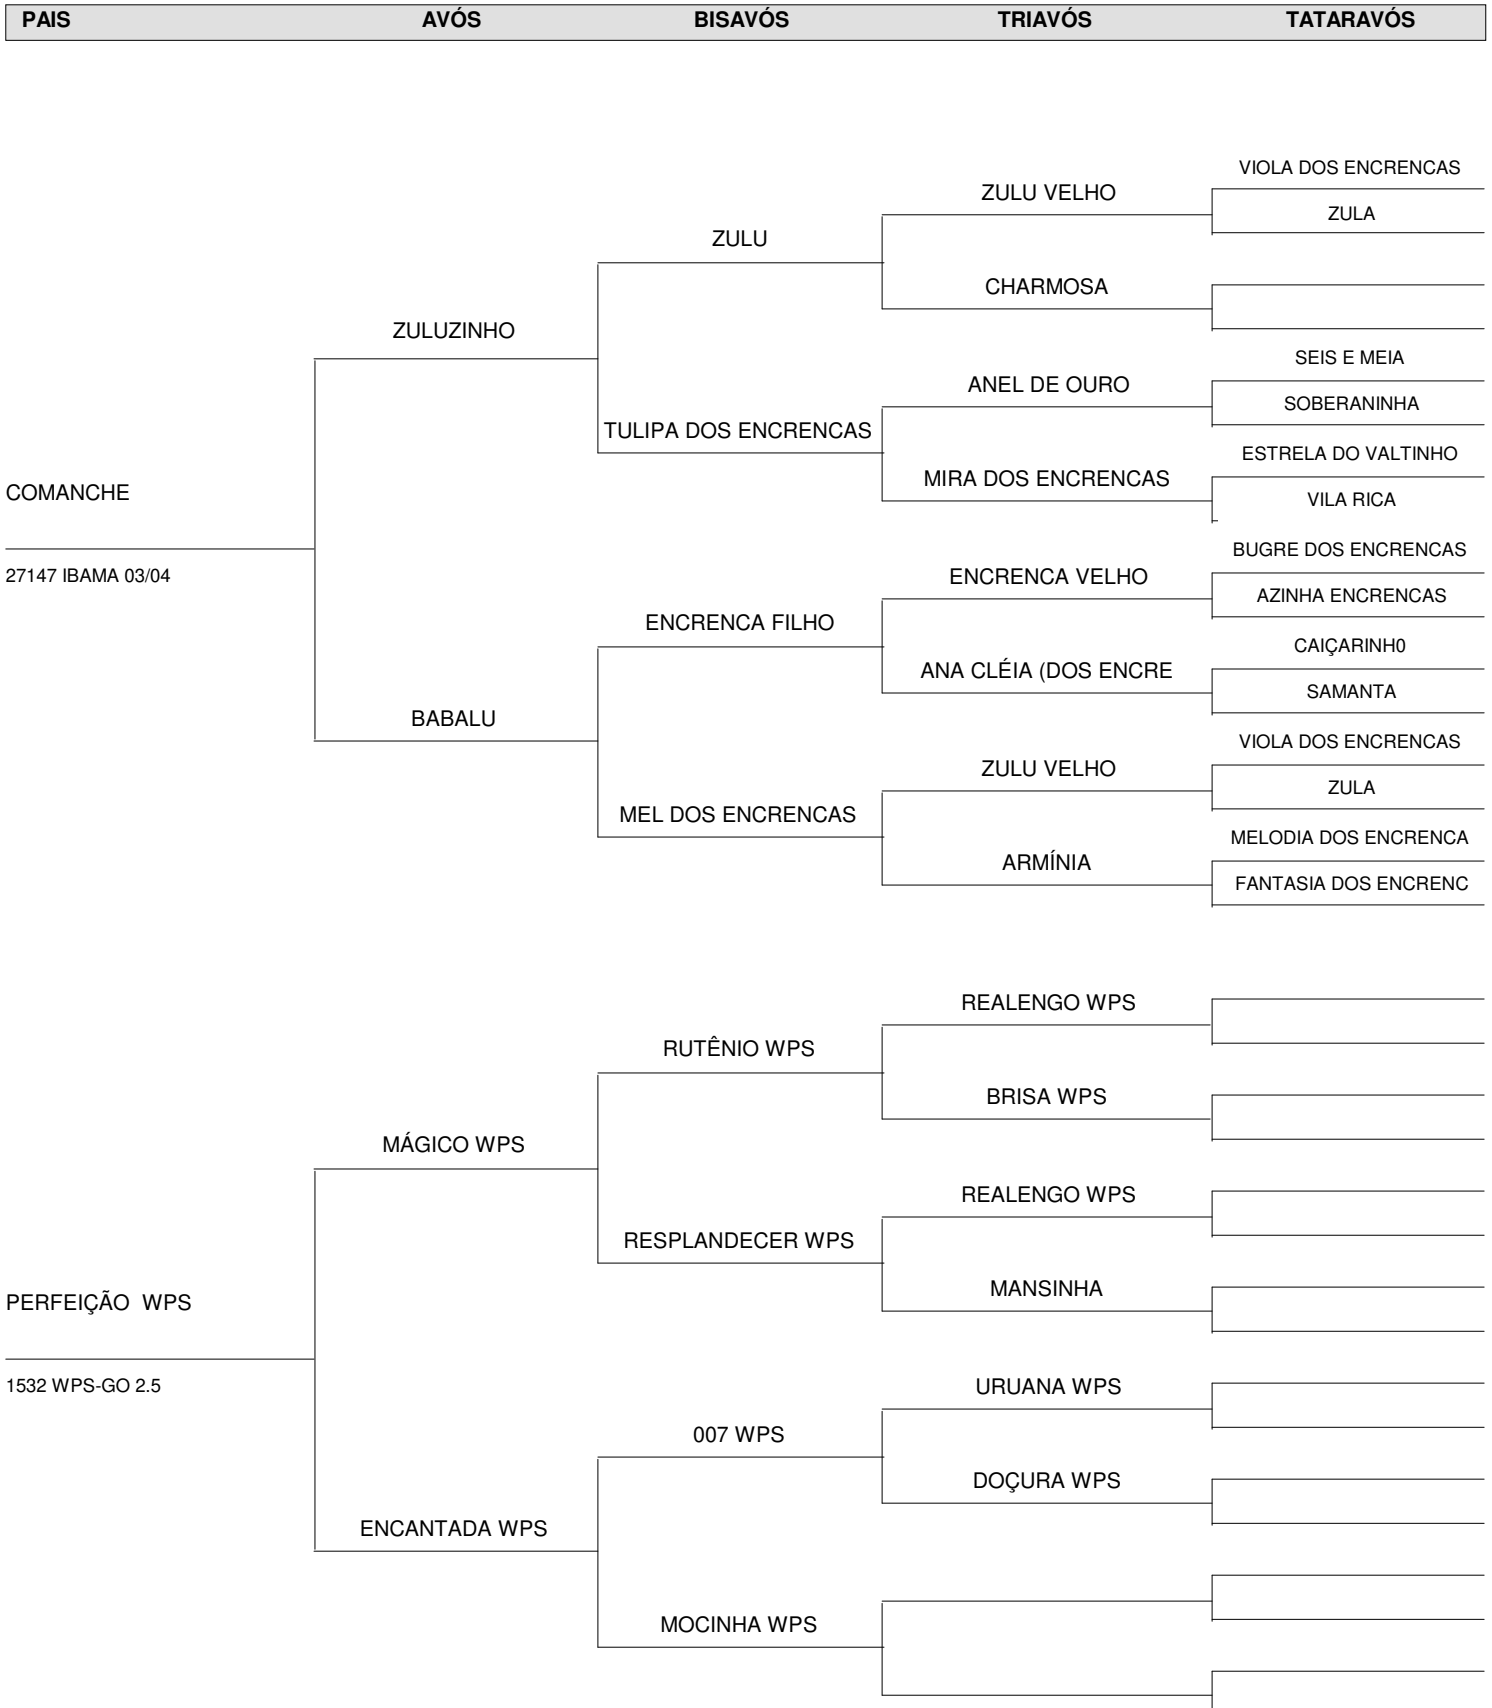 PAIS AVÓS BISAVÓS TRIAVÓS TATARAVÓS
VIOLA DOS ENCRENCAS
ZULU VELHO
ZULA
ZULU
CHARMOSA
ZULUZINHO
SEIS E MEIA
ANEL DE OURO
SOBERANINHA
TULIPA DOS ENCRENCAS
ESTRELA DO VALTINHO
MIRA DOS ENCRENCAS
COMANCHE
VILA RICA
BUGRE DOS ENCRENCAS
27147 IBAMA 03/04
ENCRENCA VELHO
AZINHA ENCRENCAS
ENCRENCA FILHO
CAIÇARINH0
ANA CLÉIA (DOS ENCRE
SAMANTA
BABALU
VIOLA DOS ENCRENCAS
ZULU VELHO
ZULA
MEL DOS ENCRENCAS
MELODIA DOS ENCRENCA
ARMÍNIA
FANTASIA DOS ENCRENC
REALENGO WPS
RUTÊNIO WPS
BRISA WPS
MÁGICO WPS
REALENGO WPS
RESPLANDECER WPS
MANSINHA
PERFEIÇÃO  WPS
1532 WPS-GO 2.5
URUANA WPS
007 WPS
DOÇURA WPS
ENCANTADA WPS
MOCINHA WPS